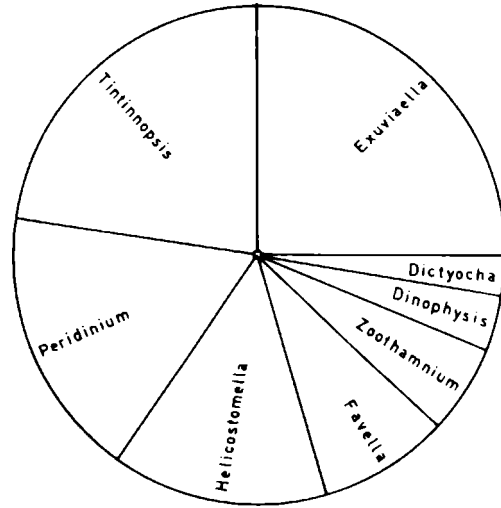 Tintinnopsis
Exuviaella
Dictyocha
Dinophysis
Zoothamnium
Peridinium
Favella
Helicostomella